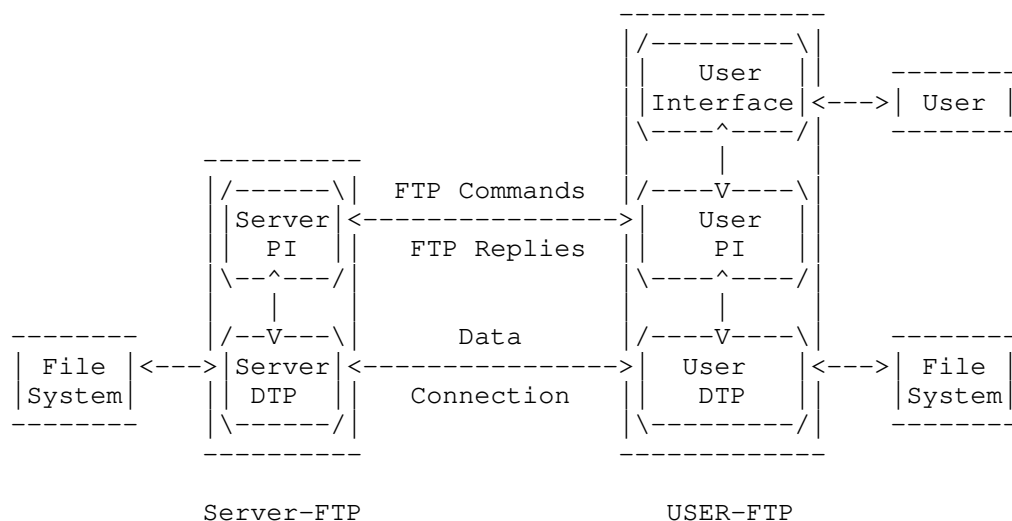 User
Interface
User
FTP Commands
Server
PI
User
PI
FTP Replies
Data
File
System
Server
DTP
User
DTP
File
System
Connection
Server-FTP
USER-FTP